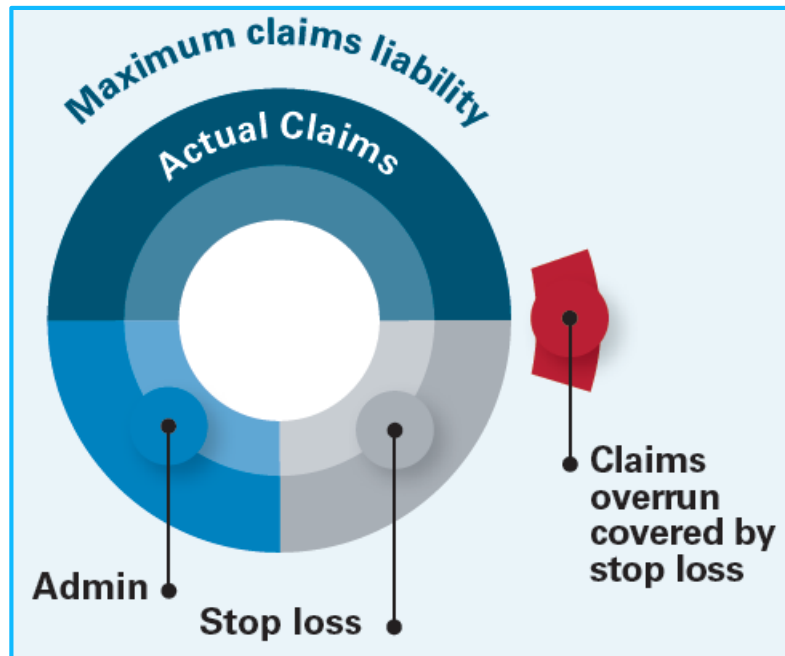 Maximum claims liability
Actual Claims
Claims
overrun
covered by
stop loss
Admin
Stop loss